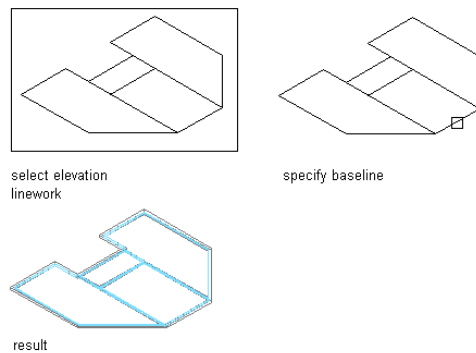 select elevation
linework
specify baseline
result